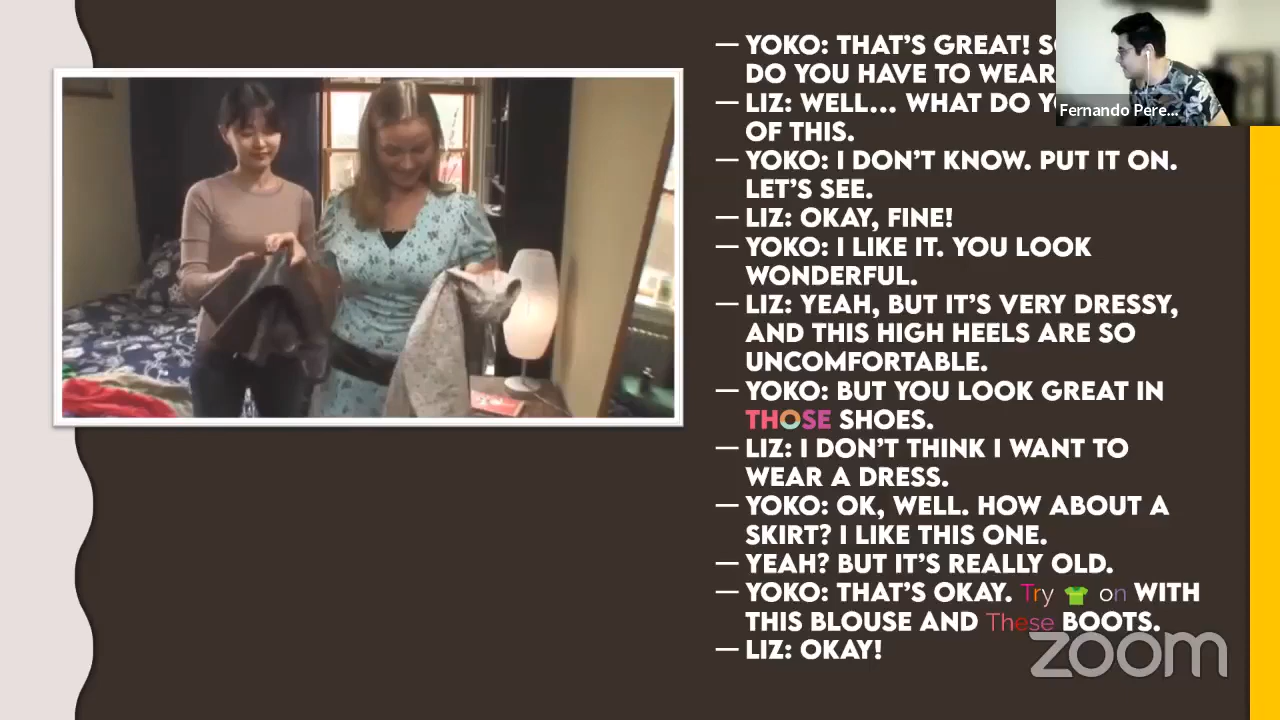 — YOKO: THAT'S GREAT!
DO YOU HAVE TO WEAR
— LIZ: WELL... WHAT DO
OF THIS.
— YOKO: I DON'T KNOW. PUT IT ON.
LET'S SEE.
— LIZ: OKAY, FINE!
— YOKO: I LIKE IT. YOU LOOK
WONDERFUL.
— LIZ: YEAH, BUT IT'S VERY DRESSY,
AND THIS HIGH HEELS ARE SO
UNCOMFORTABLE.
— YOKO: BUT YOU LOOK GREAT IN
THOSE SHOES.
— LIZ: I DON'T THINK I WANT TO
WEAR A DRESS.
— YOKO: OK, WELL. HOW ABOUT A
SKIRT? I LIKE THIS ONE.
— YEAH? BUT IT'S REALLY OLD.
— YOKO: THAT'S OKAY. Try 👕 on WITH
THIS BLOUSE AND These BOOTS.
— LIZ: OKAY!
Fernando Pere...
zoom